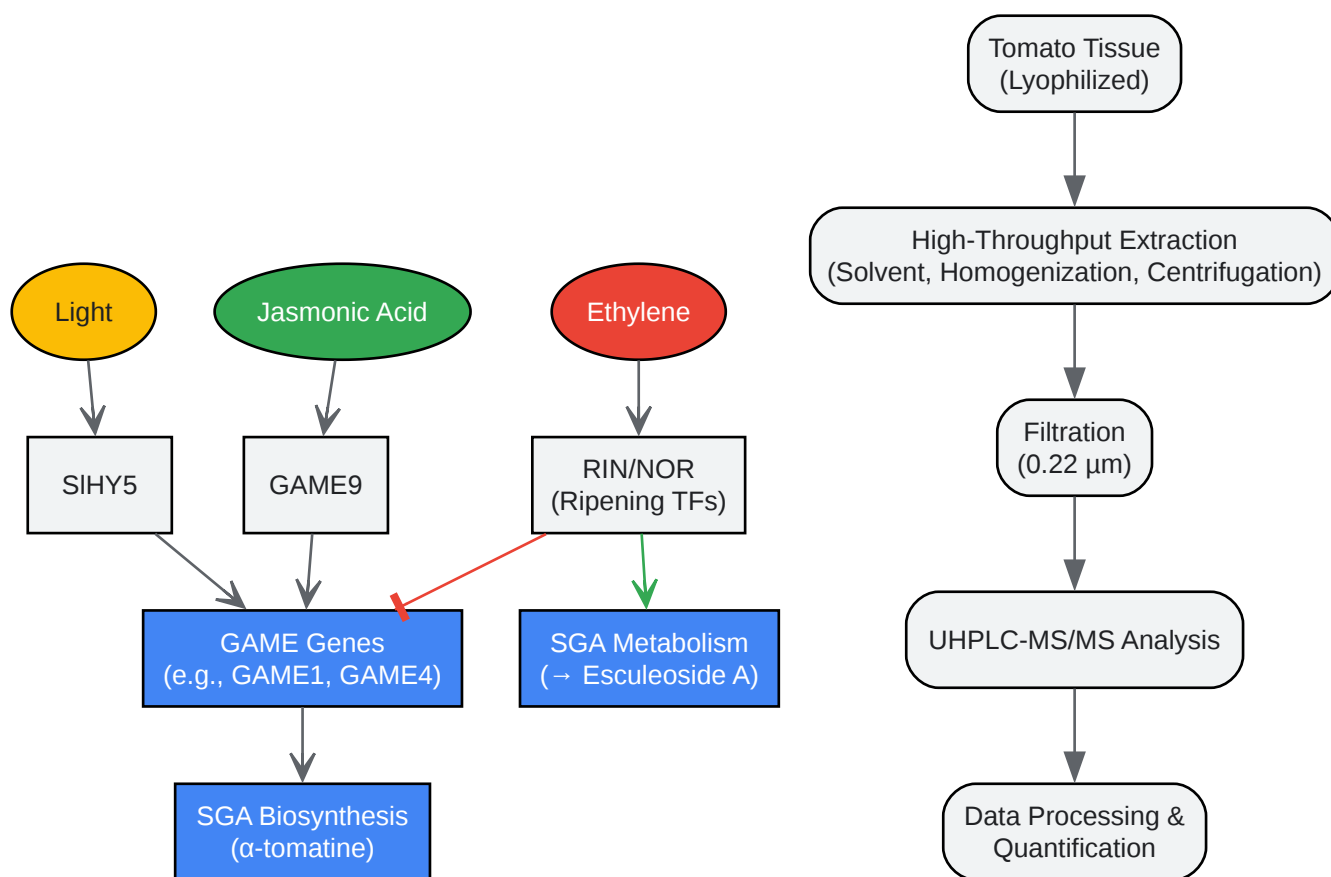 Light
Jasmonic Acid
Ethylene
SlHY5
GAME9
RIN/NOR
(Ripening TFs)
GAME Genes
(e.g., GAME1, GAME4)
SGA Metabolism
(→ Esculeoside A)
SGA Biosynthesis
(α-tomatine)
Tomato Tissue
(Lyophilized)
High-Throughput Extraction
(Solvent, Homogenization, Centrifugation)
Filtration
(0.22 µm)
UHPLC-MS/MS Analysis
Data Processing &
Quantification